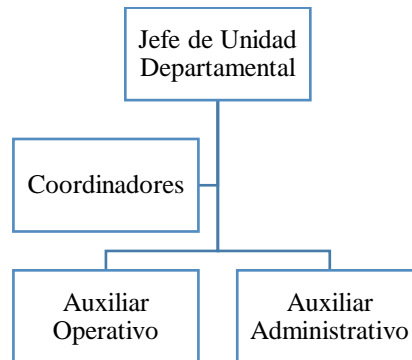 Jefe de Unidad
Departamental
Coordinadores
Auxiliar
Operativo
Auxiliar
Administrativo